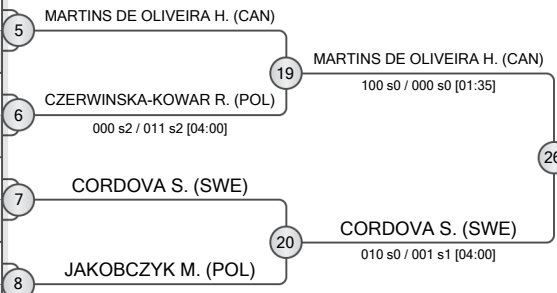 5
MARTINS DE OLIVEIRA H. (CAN)
19
MARTINS DE OLIVEIRA H. (CAN)
100 s0 / 000 s0 [01:35]
6
CZERWINSKA-KOWAR R. (POL)
000 s2 / 011 s2 [04:00]
26
7
CORDOVA S. (SWE)
20
CORDOVA S. (SWE)
010 s0 / 001 s1 [04:00]
8
JAKOBCZYK M. (POL)